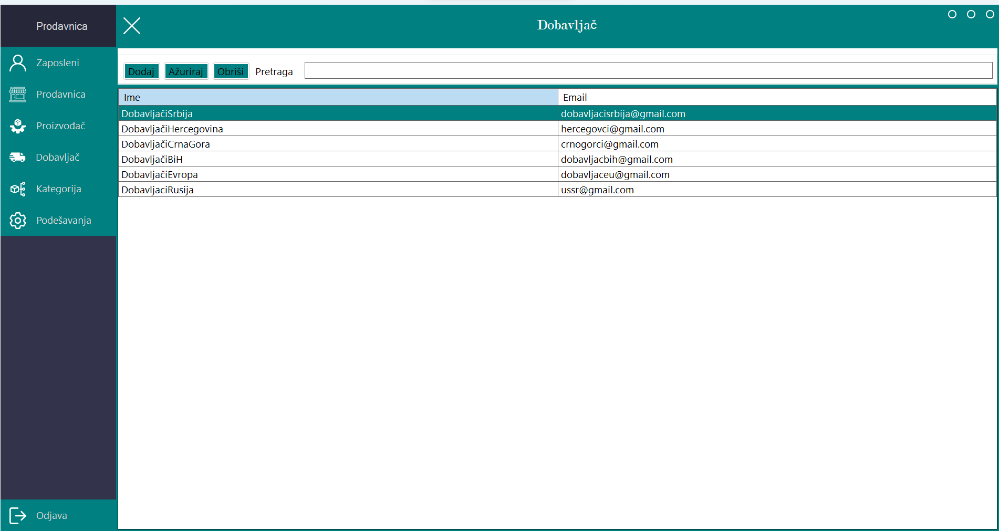 Prodavnica
Dobavljač
Zaposleni
Prodavnica
Proizvođač
Dobavljač
Kategorija
Podešavanja
Odjava
Dodaj Ažuriraj Obriši Pretraga
Ime Email
DobavljačiSrbija dobavljacisrbija@gmail.com
DobavljačiHercegovina hercegovci@gmail.com
DobavljačiCrnaGora crnogorci@gmail.com
DobavljačiBiH dobavljacbih@gmail.com
DobavljačiEvropa dobavljaceu@gmail.com
DobavljaciRusija ussr@gmail.com